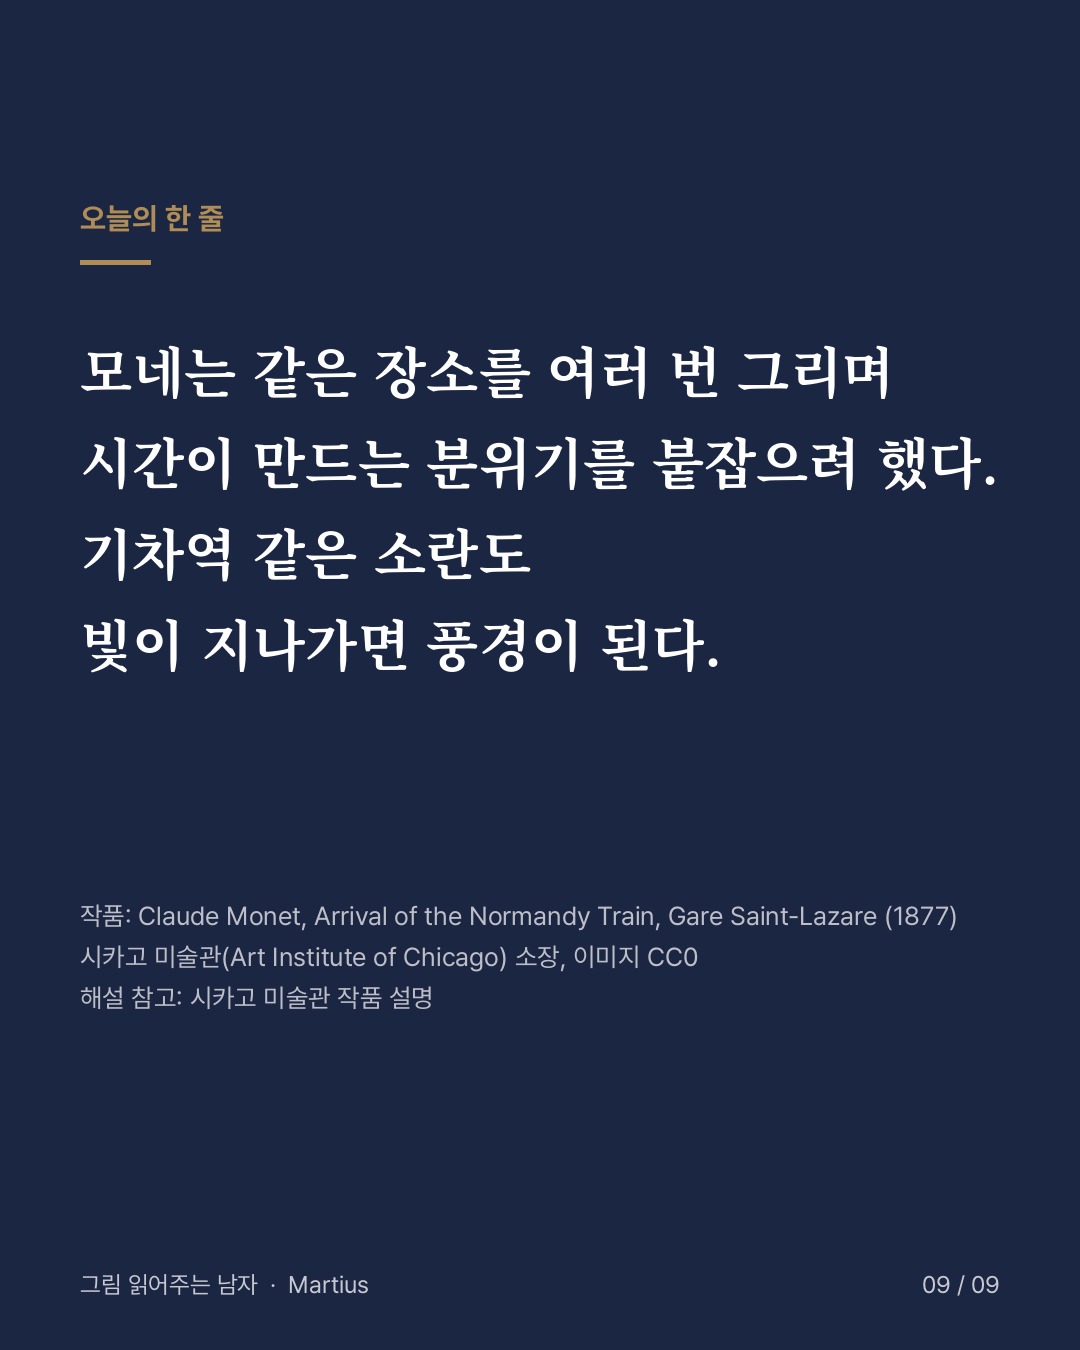 오늘의 한 줄
모네는 같은 장소를 여러 번 그리며
시간이 만드는 분위기를 붙잡으려 했다.
기차역 같은 소란도
빛이 지나가면 풍경이 된다.
작품: Claude Monet, Arrival of the Normandy Train, Gare Saint-Lazare (1877)
시카고 미술관(Art Institute of Chicago) 소장, 이미지 CC0
해설 참고: 시카고 미술관 작품 설명
그림 읽어주는 남자 · Martius
09 / 09